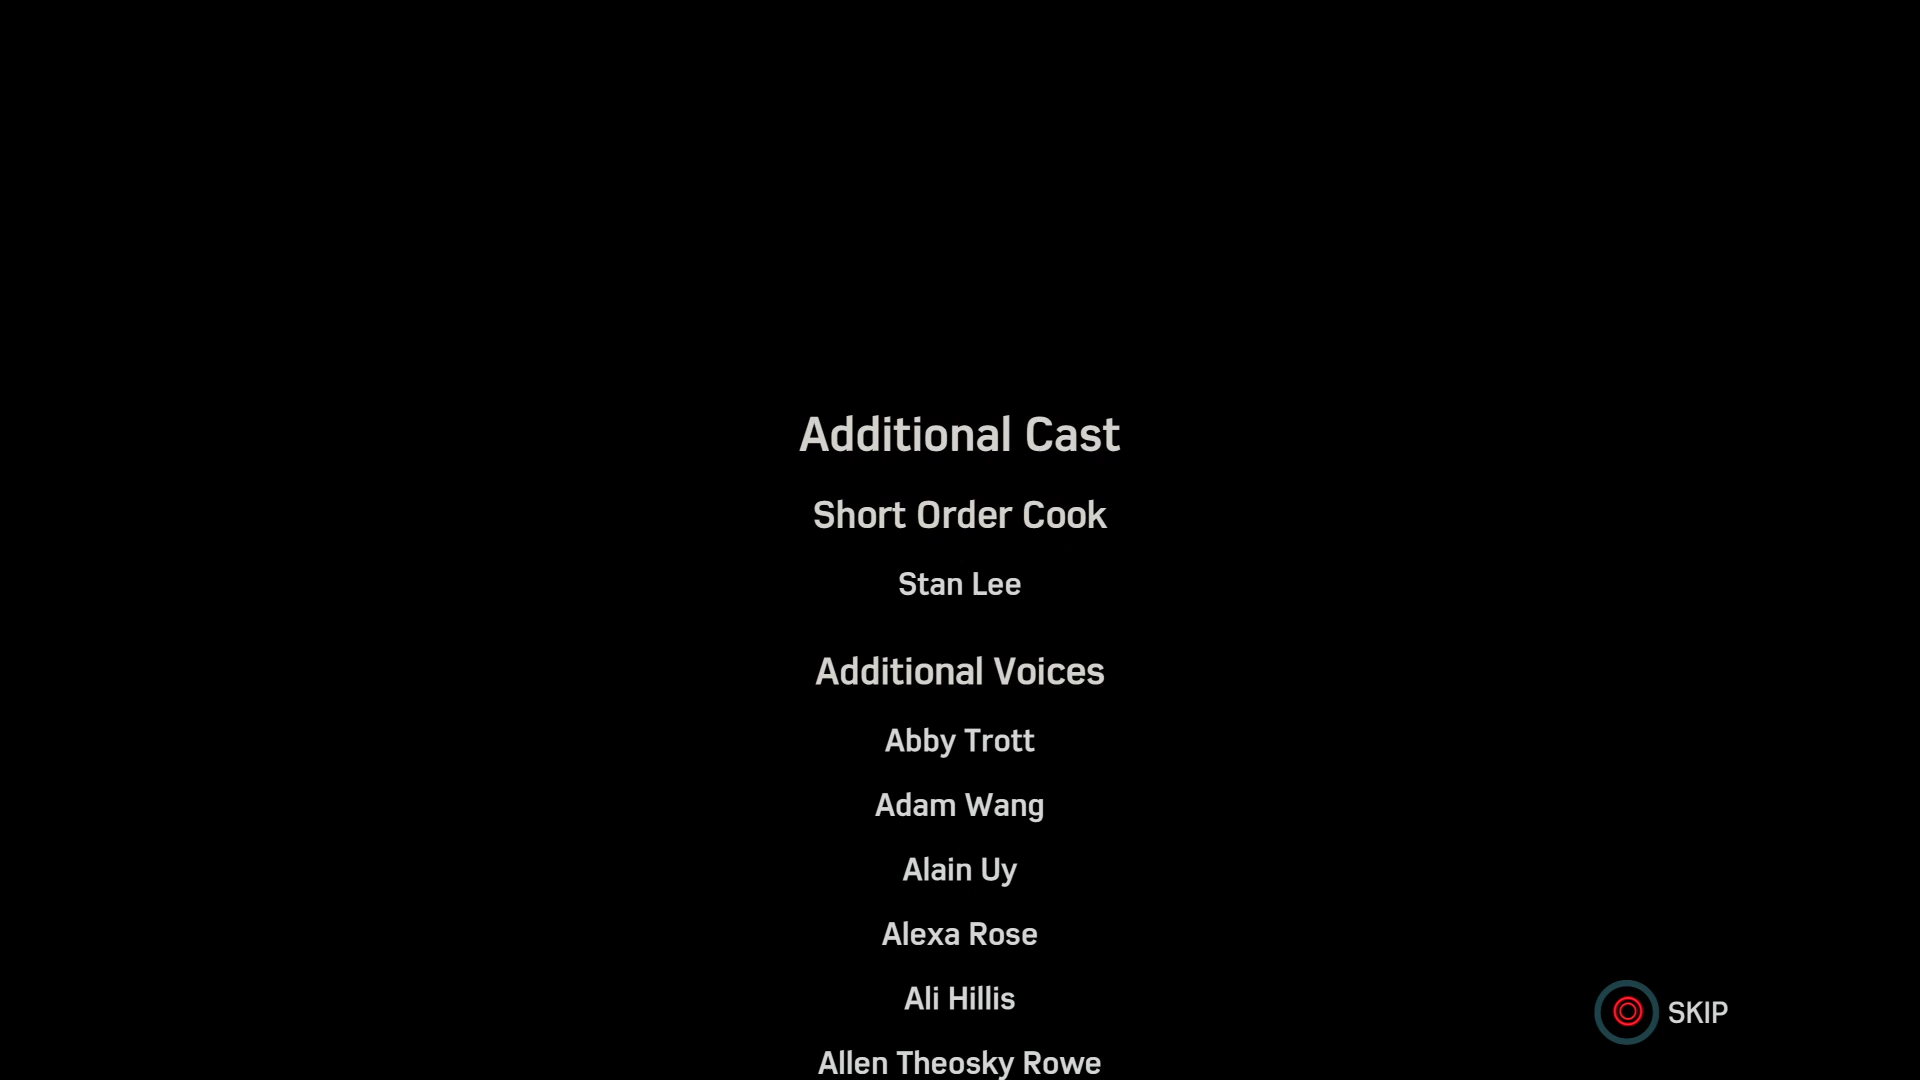 Additional Cast
Short Order Cook
Stan Lee
Additional Voices
Abby Trott
Adam Wang
Alain Uy
Alexa Rose
Ali Hillis
Allen Theosky Rowe
SKIP